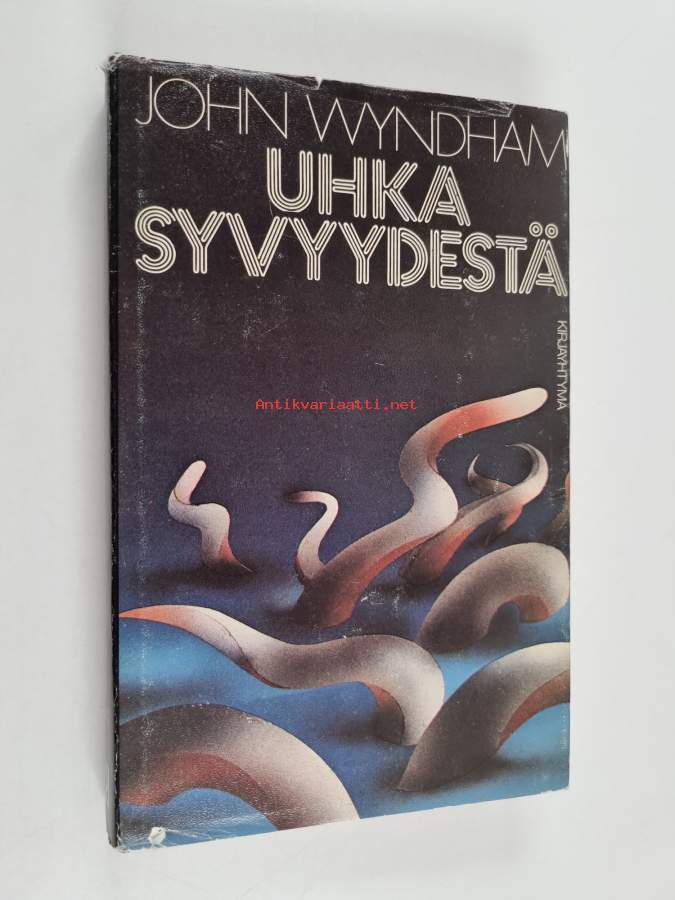 JOHN WYNDHAM
UHKA
SYVYYDESTÄ
KIRJAYHTYMÄ
Antikvariaatti.net